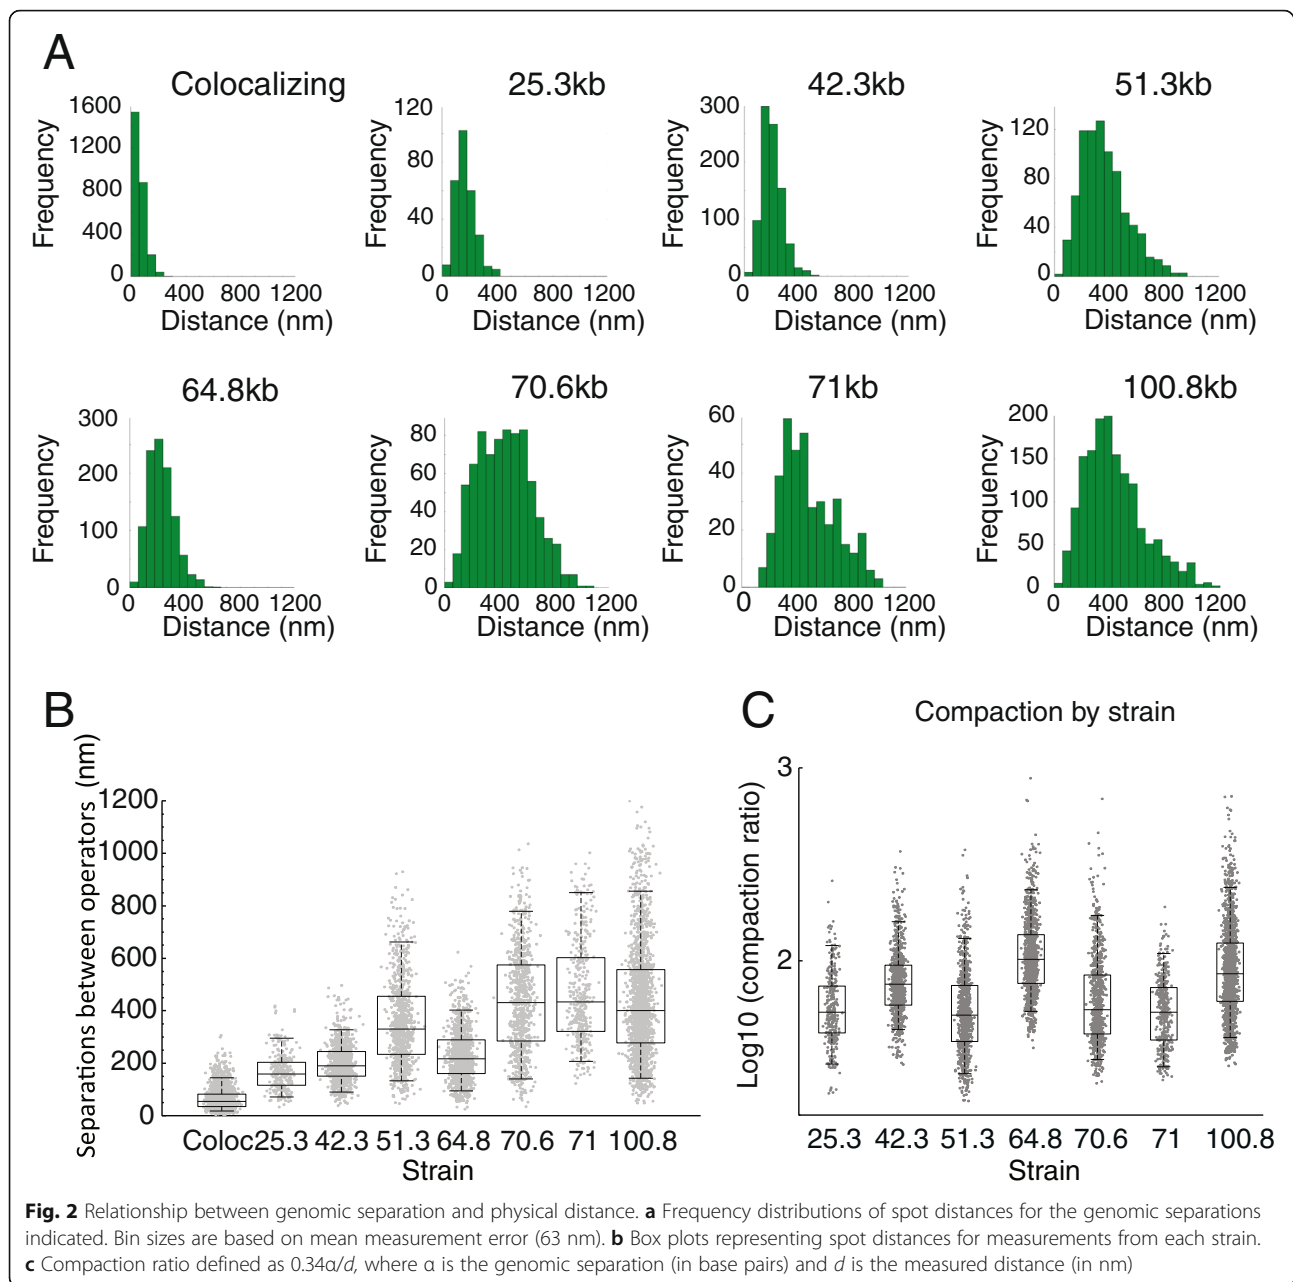 A
Colocalizing
1600
1200
800
400
0
Frequency
0 400 800 1200
Distance (nm)
25.3kb
120
80
40
0
Frequency
0 400 800 1200
Distance (nm)
42.3kb
300
200
100
0
Frequency
0 400 800 1200
Distance (nm)
51.3kb
120
80
40
0
Frequency
0 400 800 1200
Distance (nm)
64.8kb
300
200
100
0
Frequency
0 400 800 1200
Distance (nm)
70.6kb
80
60
40
20
0
Frequency
0 400 800 1200
Distance (nm)
71kb
60
40
20
0
Frequency
0 400 800 1200
Distance (nm)
100.8kb
200
150
100
50
0
Frequency
0 400 800 1200
Distance (nm)
B
Separations between operators (nm)
1200
1000
800
600
400
200
0
Coloc 25.3 42.3 51.3 64.8 70.6 71 100.8
Strain
C
Compaction by strain
Log10 (compaction ratio)
3
2
25.3 42.3 51.3 64.8 70.6 71 100.8
Strain
Fig. 2 Relationship between genomic separation and physical distance. a Frequency distributions of spot distances for the genomic separations
indicated. Bin sizes are based on mean measurement error (63 nm). b Box plots representing spot distances for measurements from each strain.
c Compaction ratio defined as 0.34α/d, where α is the genomic separation (in base pairs) and d is the measured distance (in nm)